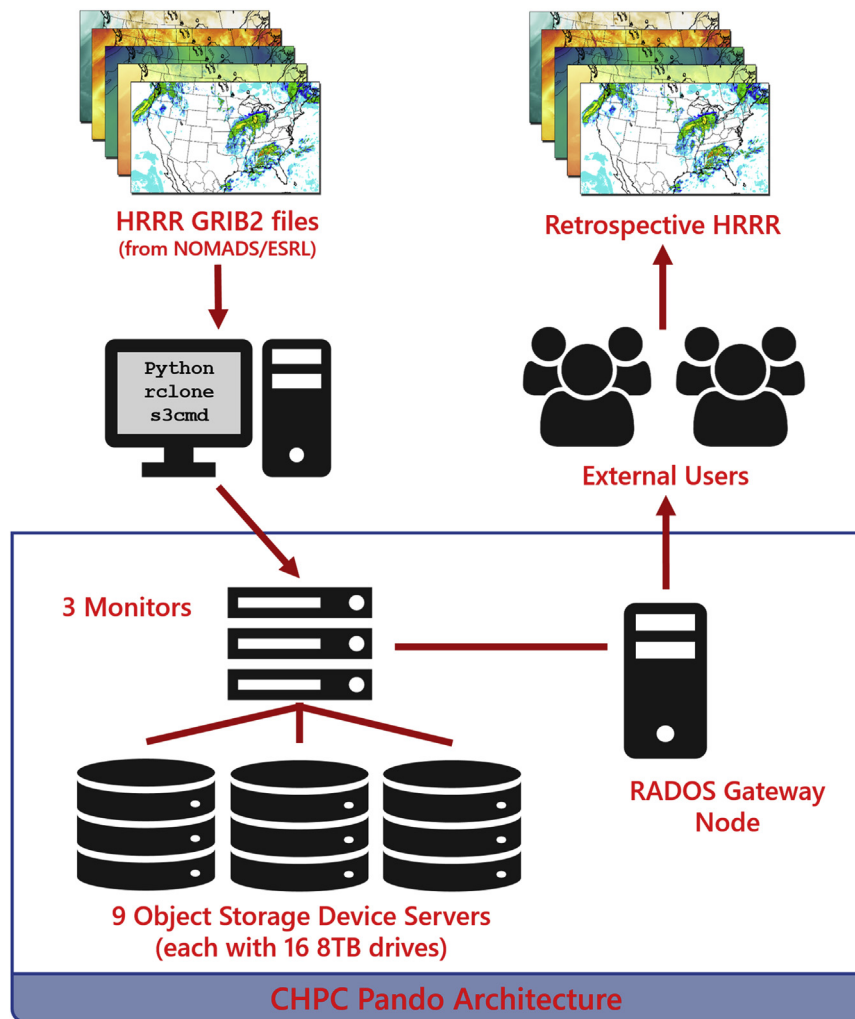 HRRR GRIB2 files
(from NOMADS/ESRL)
Retrospective HRRR
Python
rclone
s3cmd
External Users
3 Monitors
RADOS Gateway
Node
9 Object Storage Device Servers
(each with 16 8TB drives)
CHPC Pando Architecture